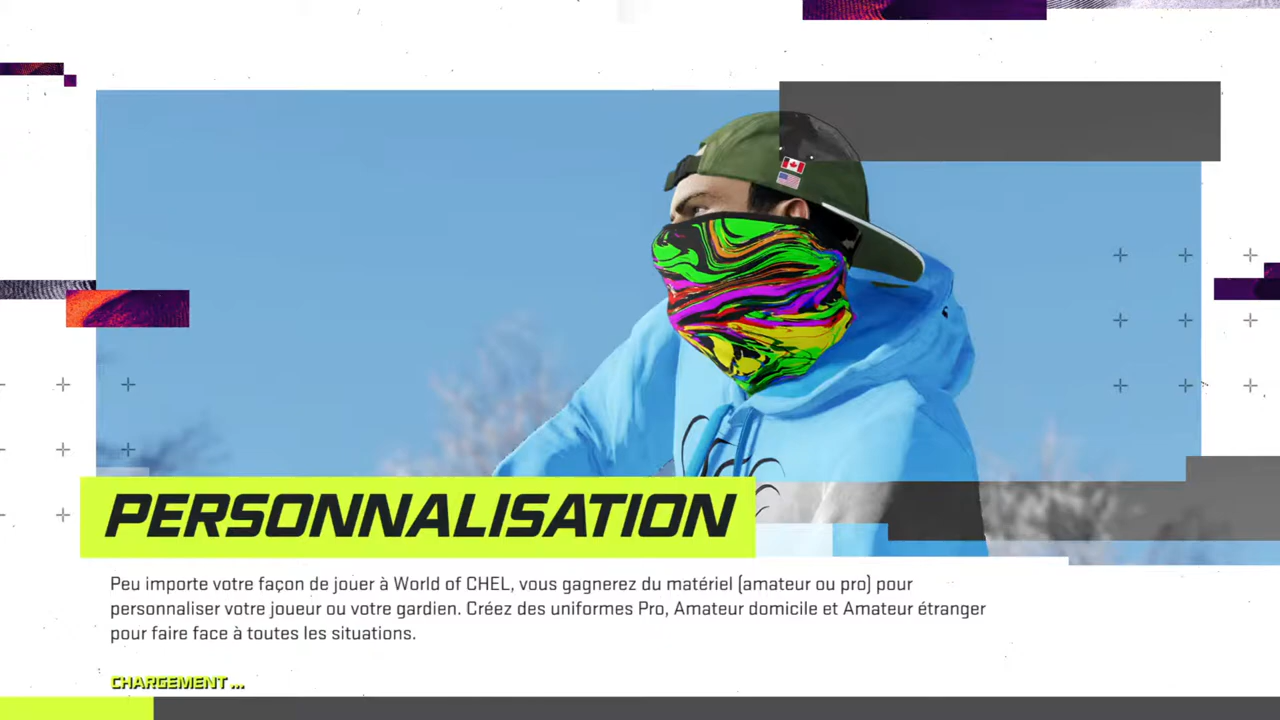 PERSONNALISATION
Peu importe votre façon de jouer à World of CHEL, vous gagnerez du matériel (amateur ou pro) pour
personnaliser votre joueur ou votre gardien. Créez des uniformes Pro, Amateur domicile et Amateur étranger
pour faire face à toutes les situations.
CHARGEMENT ...